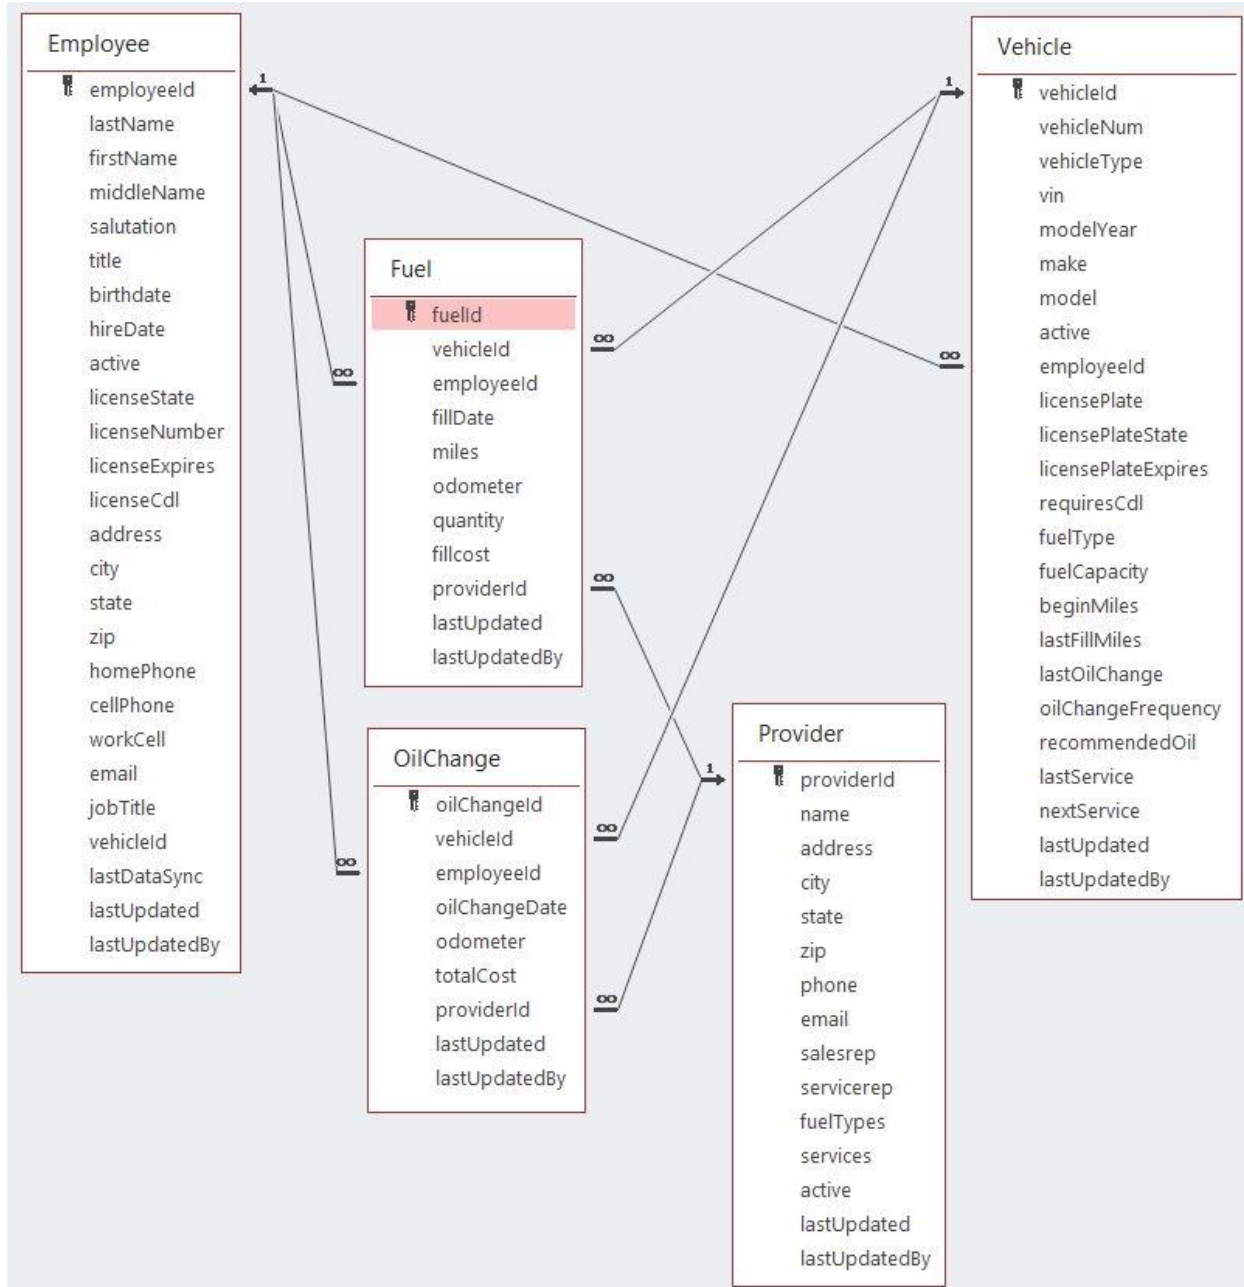 Employee
employeeId
lastName
firstName
middleName
salutation
title
birthdate
hireDate
active
licenseState
licenseNumber
licenseExpires
licenseCdl
address
city
state
zip
homePhone
cellPhone
workCell
email
jobTitle
vehicleId
lastDataSync
lastUpdated
lastUpdatedBy
1
∞
∞
Fuel
fuelId
vehicleId
employeeId
fillDate
miles
odometer
quantity
fillcost
providerId
lastUpdated
lastUpdatedBy
∞
∞
OilChange
oilChangeId
vehicleId
employeeId
oilChangeDate
odometer
totalCost
providerId
lastUpdated
lastUpdatedBy
∞
∞
1
Provider
providerId
name
address
city
state
zip
phone
email
salesrep
servicerep
fuelTypes
services
active
lastUpdated
lastUpdatedBy
1
∞
Vehicle
vehicleId
vehicleNum
vehicleType
vin
modelYear
make
model
active
employeeId
licensePlate
licensePlateState
licensePlateExpires
requiresCdl
fuelType
fuelCapacity
beginMiles
lastFillMiles
lastOilChange
oilChangeFrequency
recommendedOil
lastService
nextService
lastUpdated
lastUpdatedBy